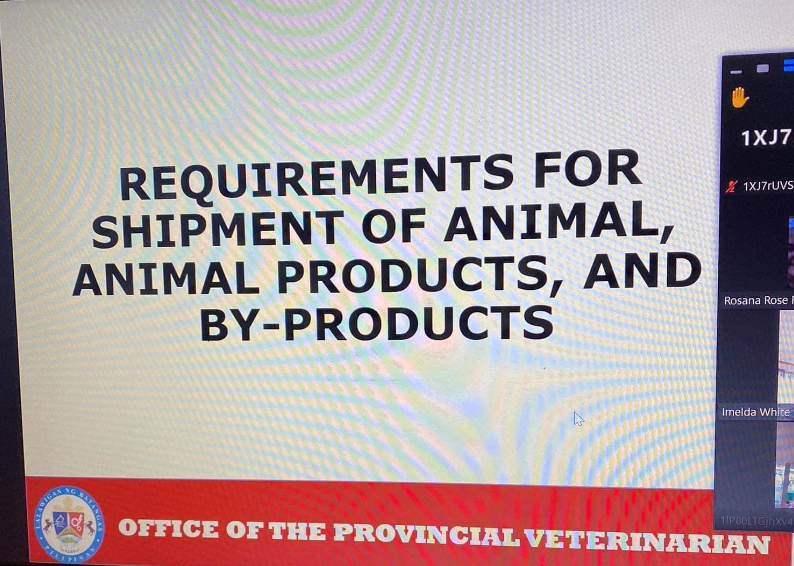 REQUIREMENTS FOR
SHIPMENT OF ANIMAL,
ANIMAL PRODUCTS, AND
BY-PRODUCTS
1XJ7
1XJ7rUVS
Rosana Rose
Imelda White
LALAWIGAN NG BATANGAS
PILIPINAS
OFFICE OF THE PROVINCIAL VETERINARIAN